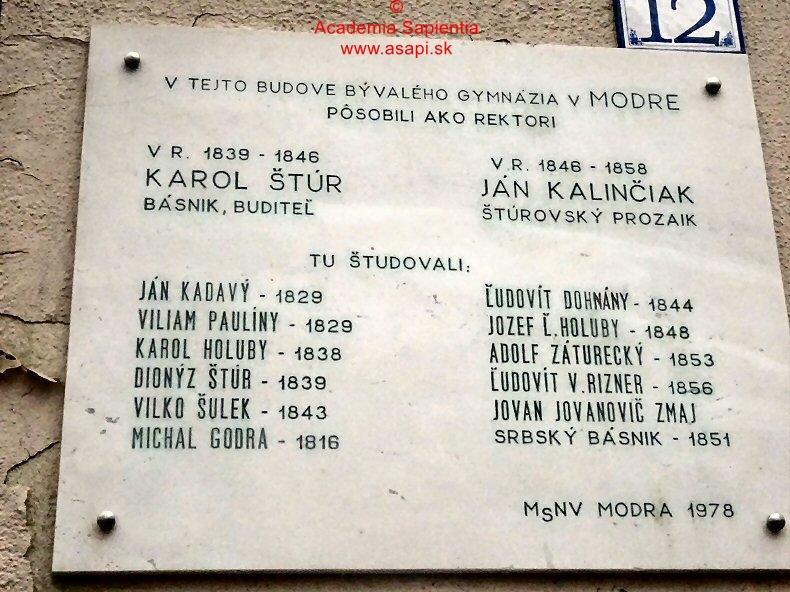 ©
Academia Sapientia
www.asapi.sk
12
V TEJTO BUDOVE BÝVALÉHO GYMNÁZIA V MODRE
PÔSOBILI AKO REKTORI
V R. 1839 - 1846
KAROL ŠTÚR
BÁSNIK, BUDITEĽ
V R. 1846 - 1858
JÁN KALINČIAK
ŠTÚROVSKÝ PROZAIK
TU ŠTUDOVALI:
JÁN KADAVÝ - 1829
VILIAM PAULÍNY - 1829
KAROL HOLUBY - 1838
DIONÝZ ŠTÚR - 1839
VILKO ŠULEK - 1843
MICHAL GODRA - 1816
ĽUDOVÍT DOHNÁNY - 1844
JOZEF Ľ. HOLUBY - 1848
ADOLF ZÁTURECKÝ - 1853
ĽUDOVÍT V. RIZNER - 1856
JOVAN JOVANOVIČ ZMAJ
SRBSKÝ BÁSNIK - 1851
MSNV MODRA 1978